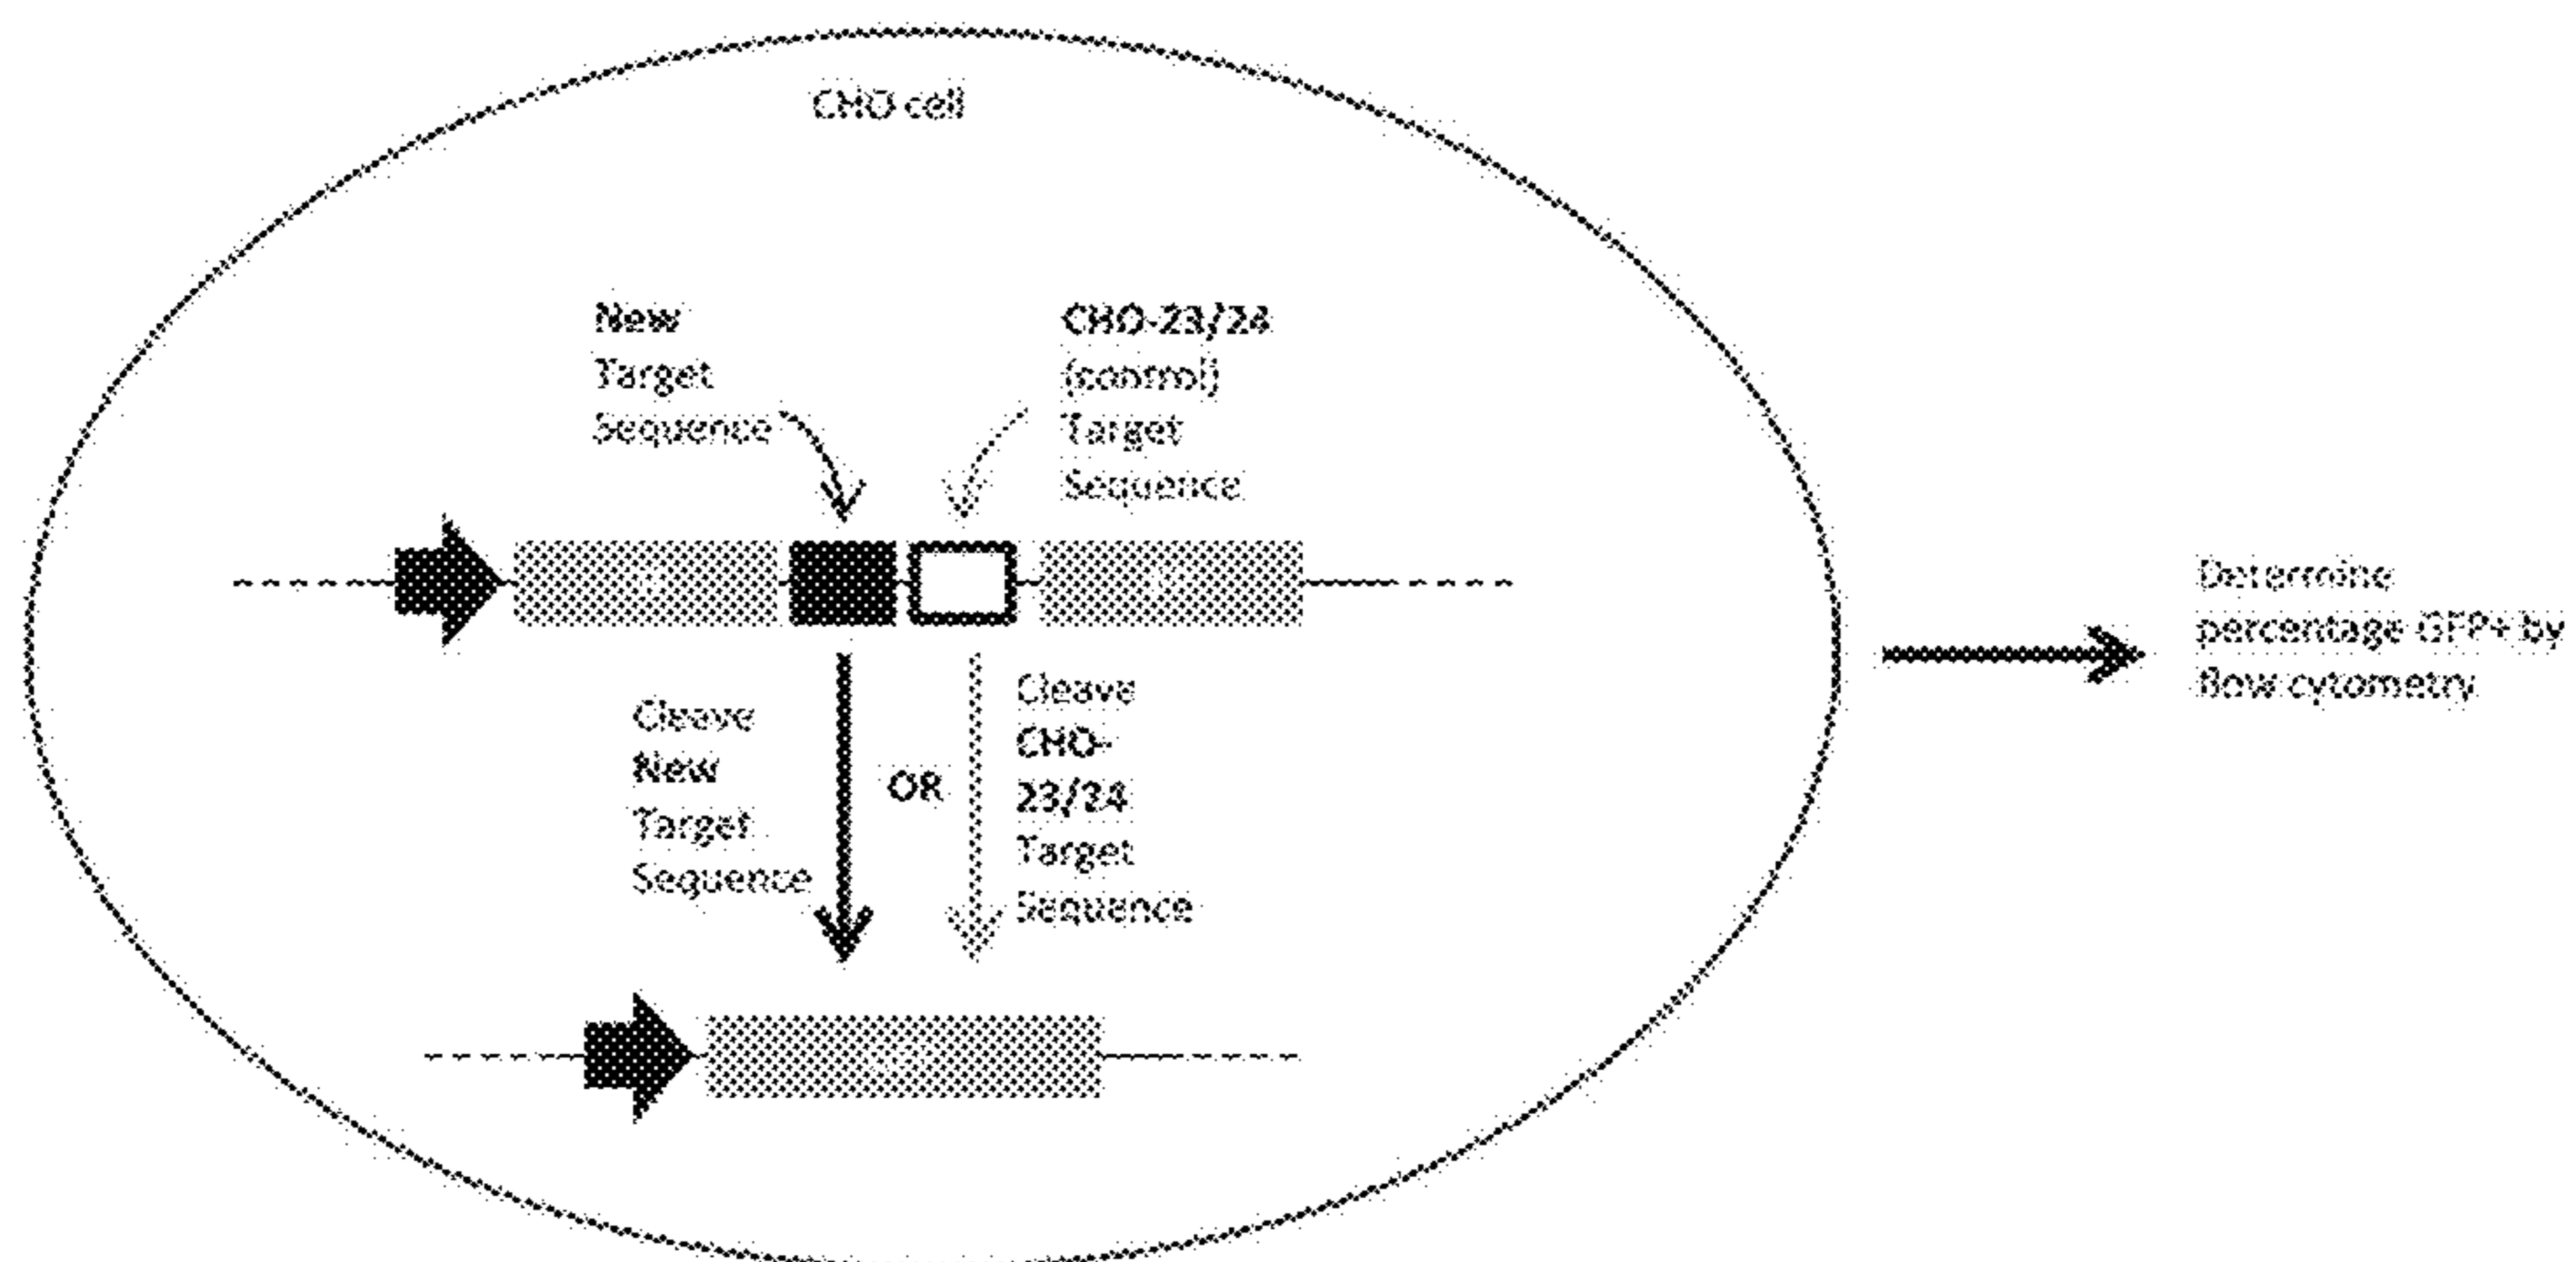 CHO cell
New
Target
Sequence
CHO-23/24
(control)
Target
Sequence
Cleave
New
Target
Sequence
OR
Cleave
CHO-
23/24
Target
Sequence
Determine
percentage GFP+ by
flow cytometry